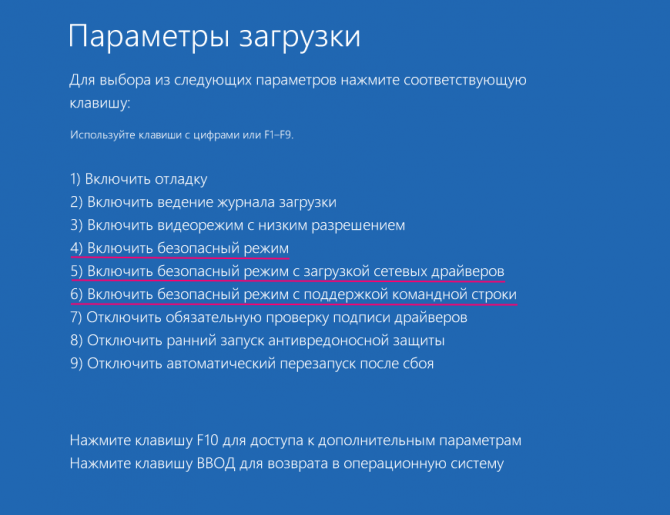 Параметры загрузки
Для выбора из следующих параметров нажмите соответствующую
клавишу:
Используйте клавиши с цифрами или F1–F9.
1) Включить отладку
2) Включить ведение журнала загрузки
3) Включить видеорежим с низким разрешением
4) Включить безопасный режим
5) Включить безопасный режим с загрузкой сетевых драйверов
6) Включить безопасный режим с поддержкой командной строки
7) Отключить обязательную проверку подписи драйверов
8) Отключить ранний запуск антивредоносной защиты
9) Отключить автоматический перезапуск после сбоя
Нажмите клавишу F10 для доступа к дополнительным параметрам
Нажмите клавишу ВВОД для возврата в операционную систему